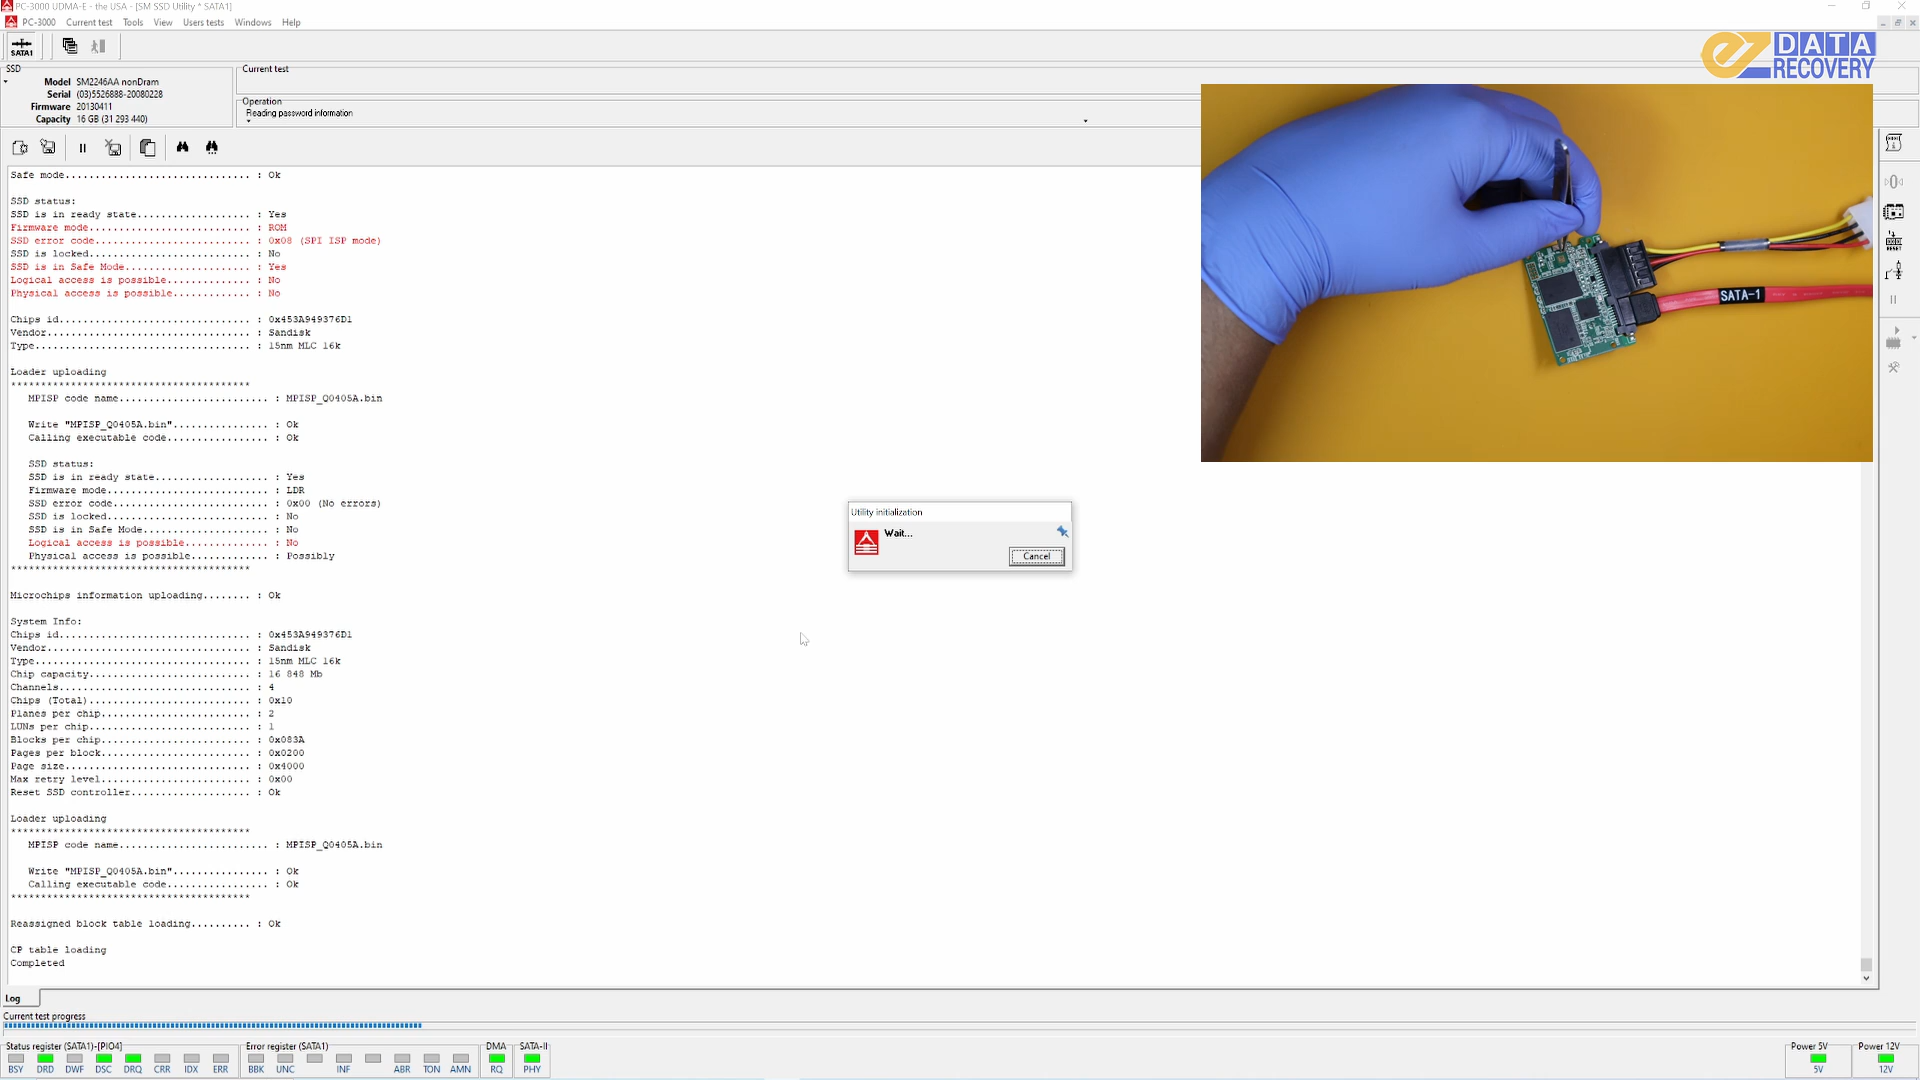 PC-3000 UDMA-E - the USA - [SM SSD Utility * SATA1]
PC-3000 Current test Tools View Users tests Windows Help
SATA1
SSD
Model SM2246AA nonDram
Serial (03)5526888-20080228
Firmware 20130411
Capacity 16 GB (31 293 440)
Current test
Operation
Reading password information
eZ DATA RECOVERY
SATA-1
RESET
Safe mode............................... : Ok
SSD status:
SSD is in ready state................... : Yes
Firmware mode........................... : ROM
SSD error code.......................... : 0x08 (SPI ISP mode)
SSD is locked........................... : No
SSD is in Safe Mode..................... : Yes
Logical access is possible.............. : No
Physical access is possible............. : No
Chips id................................ : 0x453A949376D1
Vendor.................................. : Sandisk
Type.................................... : 15nm MLC 16k
Loader uploading
****************************************
MPISP code name......................... : MPISP_Q0405A.bin
Write "MPISP_Q0405A.bin"................ : Ok
Calling executable code................. : Ok
SSD status:
SSD is in ready state................... : Yes
Firmware mode........................... : LDR
SSD error code.......................... : 0x00 (No errors)
SSD is locked........................... : No
SSD is in Safe Mode..................... : No
Logical access is possible.............. : No
Physical access is possible............. : Possibly
****************************************
Utility initialization
Wait...
Cancel
Microchips information uploading........ : Ok
System Info:
Chips id................................ : 0x453A949376D1
Vendor.................................. : Sandisk
Type.................................... : 15nm MLC 16k
Chip capacity........................... : 16 848 Mb
Channels................................ : 4
Chips (Total)........................... : 0x10
Planes per chip......................... : 2
LUNs per chip........................... : 1
Blocks per chip......................... : 0x083A
Pages per block......................... : 0x0200
Page size............................... : 0x4000
Max retry level......................... : 0x00
Reset SSD controller.................... : Ok
Loader uploading
****************************************
MPISP code name......................... : MPISP_Q0405A.bin
Write "MPISP_Q0405A.bin"................ : Ok
Calling executable code................. : Ok
****************************************
Reassigned block table loading.......... : Ok
CP table loading
Completed
Log
Current test progress
Status register (SATA1)-[PIO4] Error register (SATA1) DMA SATA-II Power 5V Power 12V
BSY DRD DWF DSC DRQ CRR IDX ERR BBK UNC INF ABR TON AMN RQ PHY 5V 12V